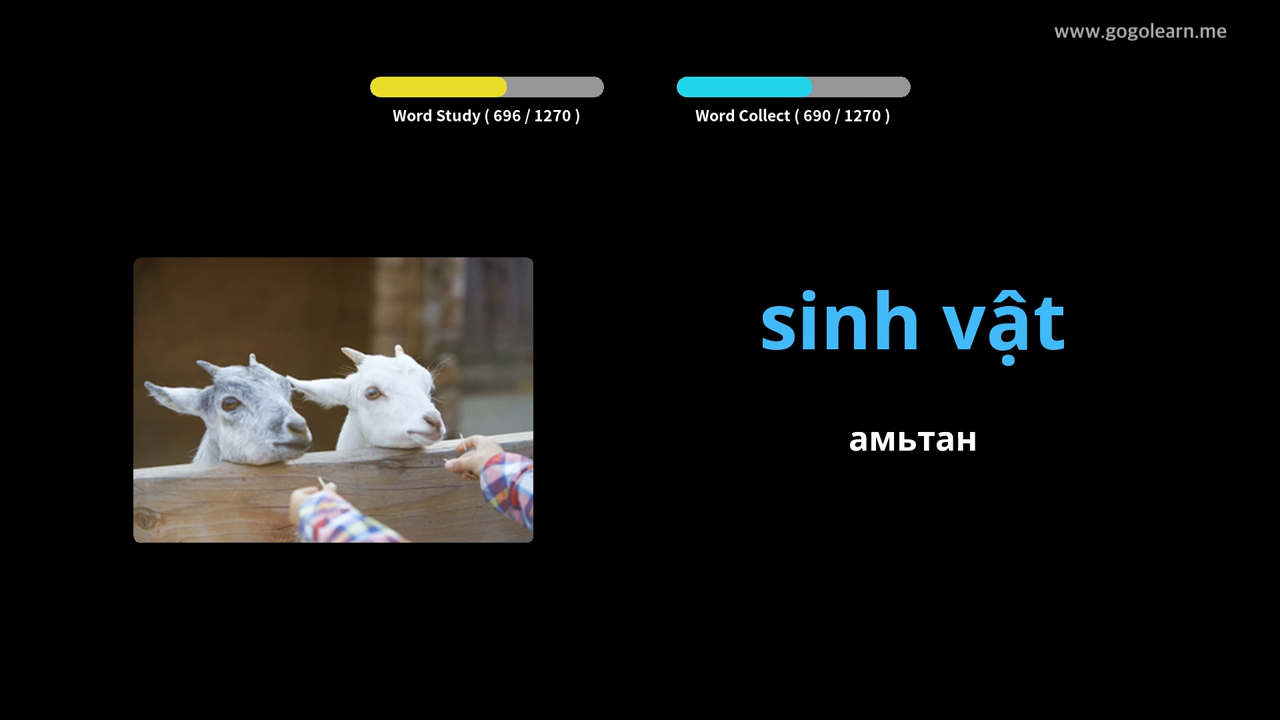 www.gogolearn.me
Word Study ( 696 / 1270 )
Word Collect ( 690 / 1270 )
sinh vật
амьтан